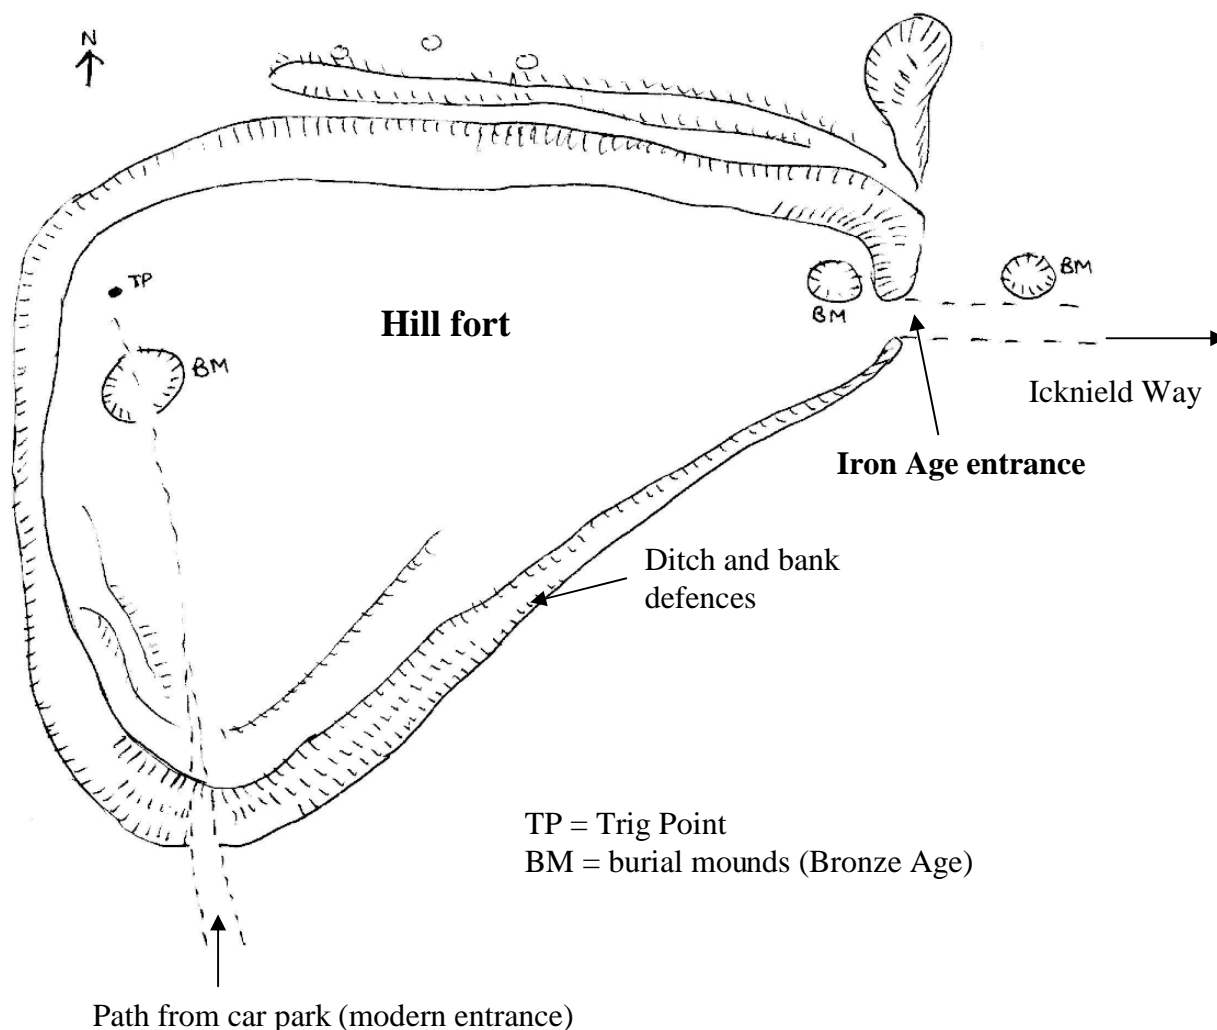 N
TP
Hill fort
BM
BM
BM
Icknield Way
Iron Age entrance
Ditch and bank
defences
TP = Trig Point
BM = burial mounds (Bronze Age)
Path from car park (modern entrance)